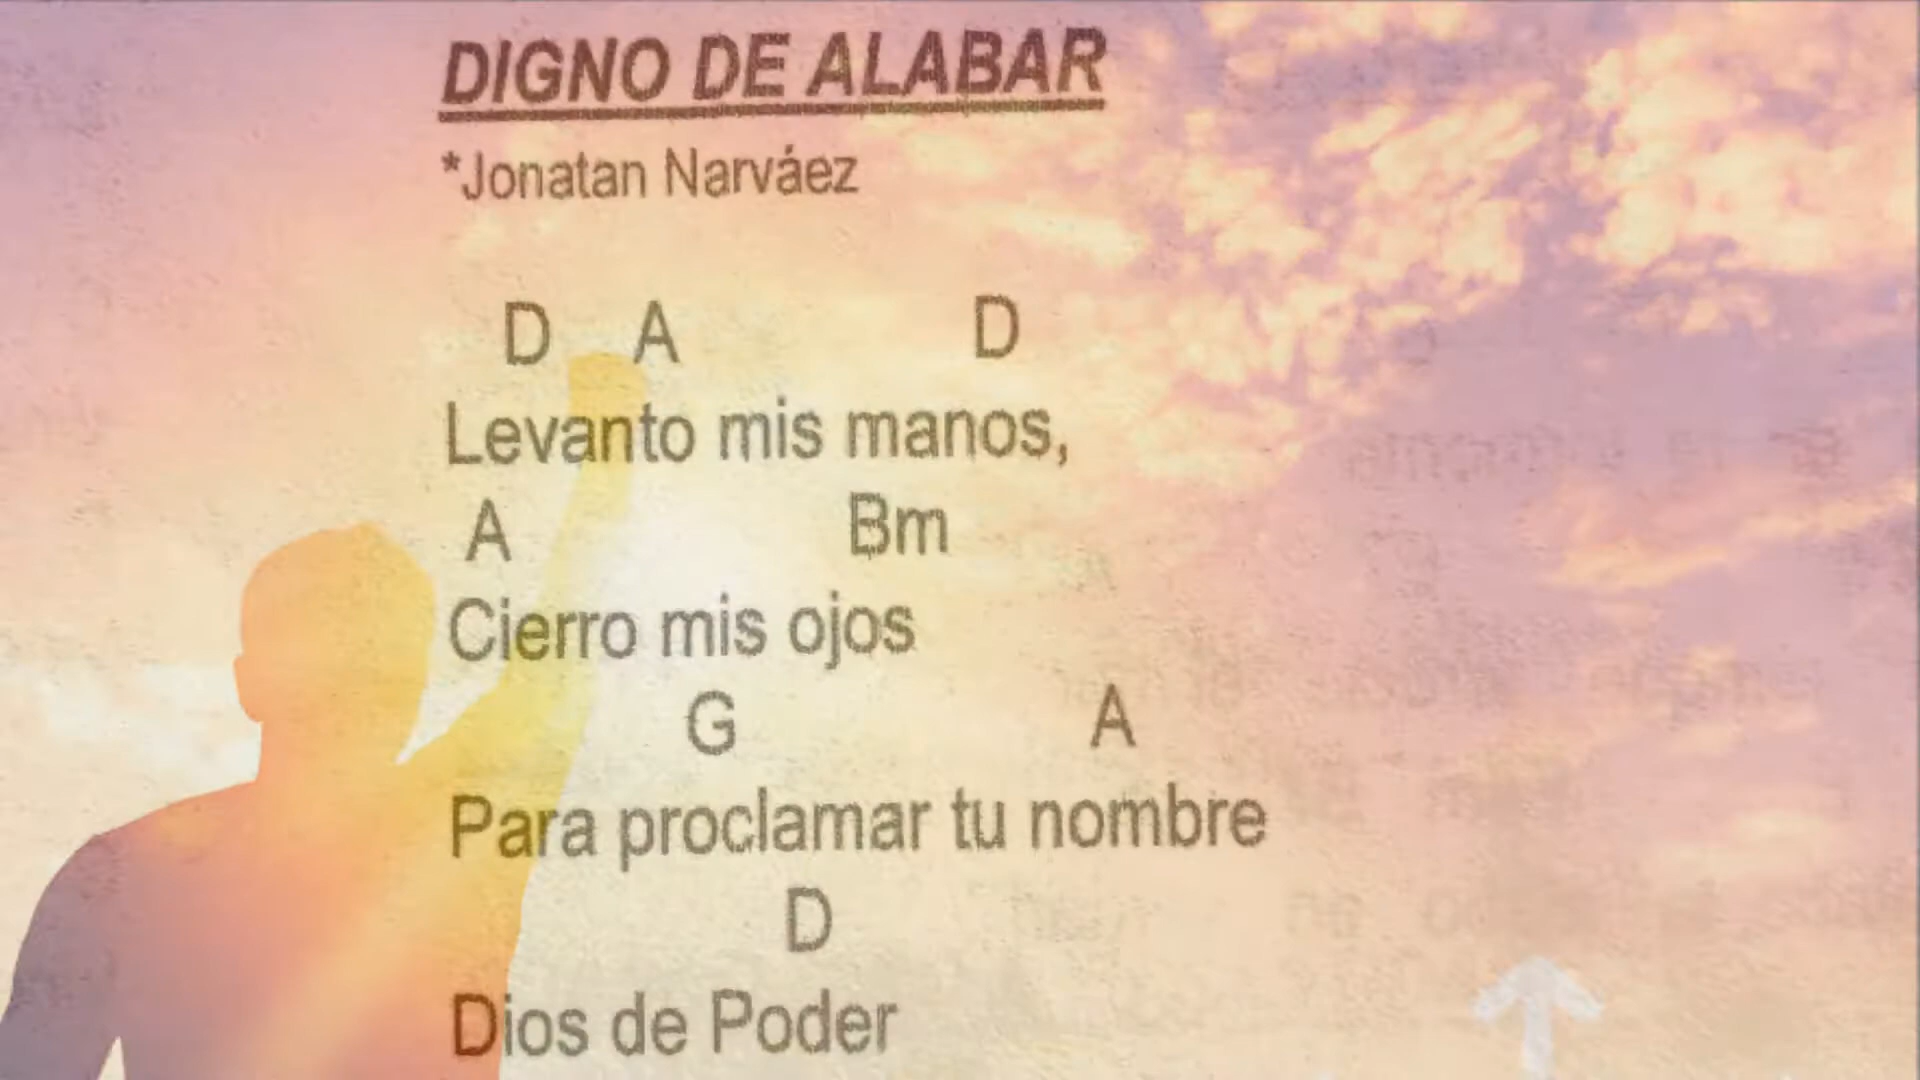 DIGNO DE ALABAR
*Jonatan Narváez
D A D
Levanto mis manos,
A Bm
Cierro mis ojos
G A
Para proclamar tu nombre
D
Dios de Poder